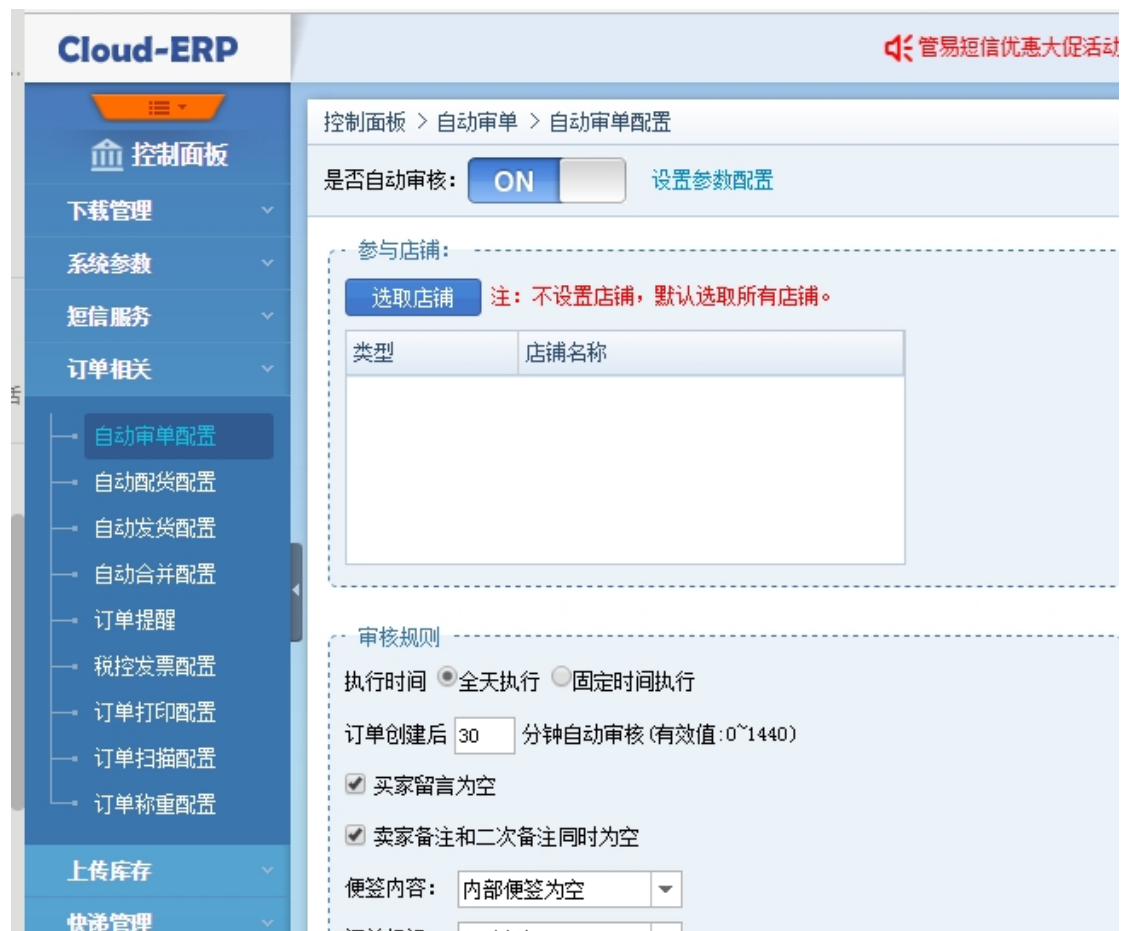 Cloud-ERP
管易短信优惠大促活动
控制面板
下载管理
系统参数
短信服务
订单相关
自动审单配置
自动配货配置
自动发货配置
自动合并配置
订单提醒
税控发票配置
订单打印配置
订单扫描配置
订单称重配置
上传库存
快递管理
控制面板 > 自动审单 > 自动审单配置
是否自动审核： ON 设置参数配置
参与店铺：
选取店铺 注：不设置店铺，默认选取所有店铺。
类型 店铺名称
审核规则
执行时间 全天执行 固定时间执行
订单创建后 30 分钟自动审核(有效值:0~1440)
买家留言为空
卖家备注和二次备注同时为空
便签内容： 内部便签为空